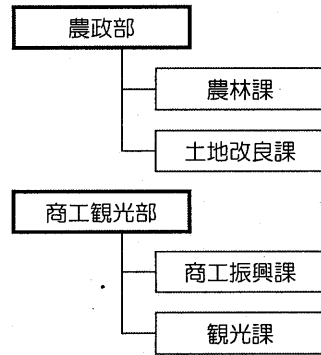 農政部
農林課
土地改良課
商工観光部
商工振興課
観光課